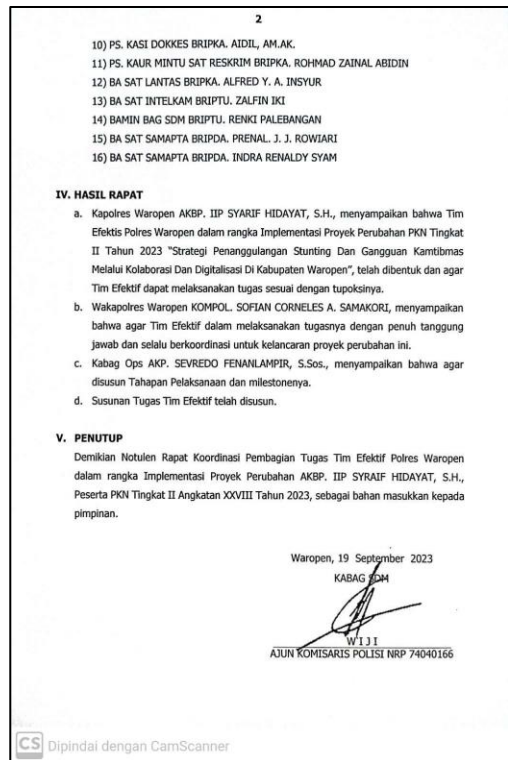 2
10) PS. KASI DOKKES BRIPKA. AIDIL, AM.AK.
11) PS. KAUR MINTU SAT RESKRIM BRIPKA. ROHMAD ZAINAL ABIDIN
12) BA SAT LANTAS BRIPKA. ALFRED Y. A. INSYUR
13) BA SAT INTELKAM BRIPTU. ZALFIN IKI
14) BAMIN BAG SDM BRIPTU. RENKI PALEBANGAN
15) BA SAT SAMAPTA BRIPDA. PRENAL. J. J. ROWIARI
16) BA SAT SAMAPTA BRIPDA. INDRA RENALDY SYAM
IV. HASIL RAPAT
a. Kapolres Waropen AKBP. IIP SYARIF HIDAYAT, S.H., menyampaikan bahwa Tim
Efektis Polres Waropen dalam rangka Implementasi Proyek Perubahan PKN Tingkat
II Tahun 2023 “Strategi Penanggulangan Stunting Dan Gangguan Kamtibmas
Melalui Kolaborasi Dan Digitalisasi Di Kabupaten Waropen”, telah dibentuk dan agar
Tim Efektif dapat melaksanakan tugas sesuai dengan tupoksinya.
b. Wakapolres Waropen KOMPOL. SOFIAN CORNELES A. SAMAKORI, menyampaikan
bahwa agar Tim Efektif dalam melaksanakan tugasnya dengan penuh tanggung
jawab dan selalu berkoordinasi untuk kelancaran proyek perubahan ini.
c. Kabag Ops AKP. SEVREDO FENANLAMPIR, S.Sos., menyampaikan bahwa agar
disusun Tahapan Pelaksanaan dan milestonenya.
d. Susunan Tugas Tim Efektif telah disusun.
V. PENUTUP
Demikian Notulen Rapat Koordinasi Pembagian Tugas Tim Efektif Polres Waropen
dalam rangka Implementasi Proyek Perubahan AKBP. IIP SYRAIF HIDAYAT, S.H.,
Peserta PKN Tingkat II Angkatan XXVIII Tahun 2023, sebagai bahan masukkan kepada
pimpinan.
Waropen, 19 September 2023
KABAG SDM
WIJI
AJUN KOMISARIS POLISI NRP 74040166
CS Dipindai dengan CamScanner